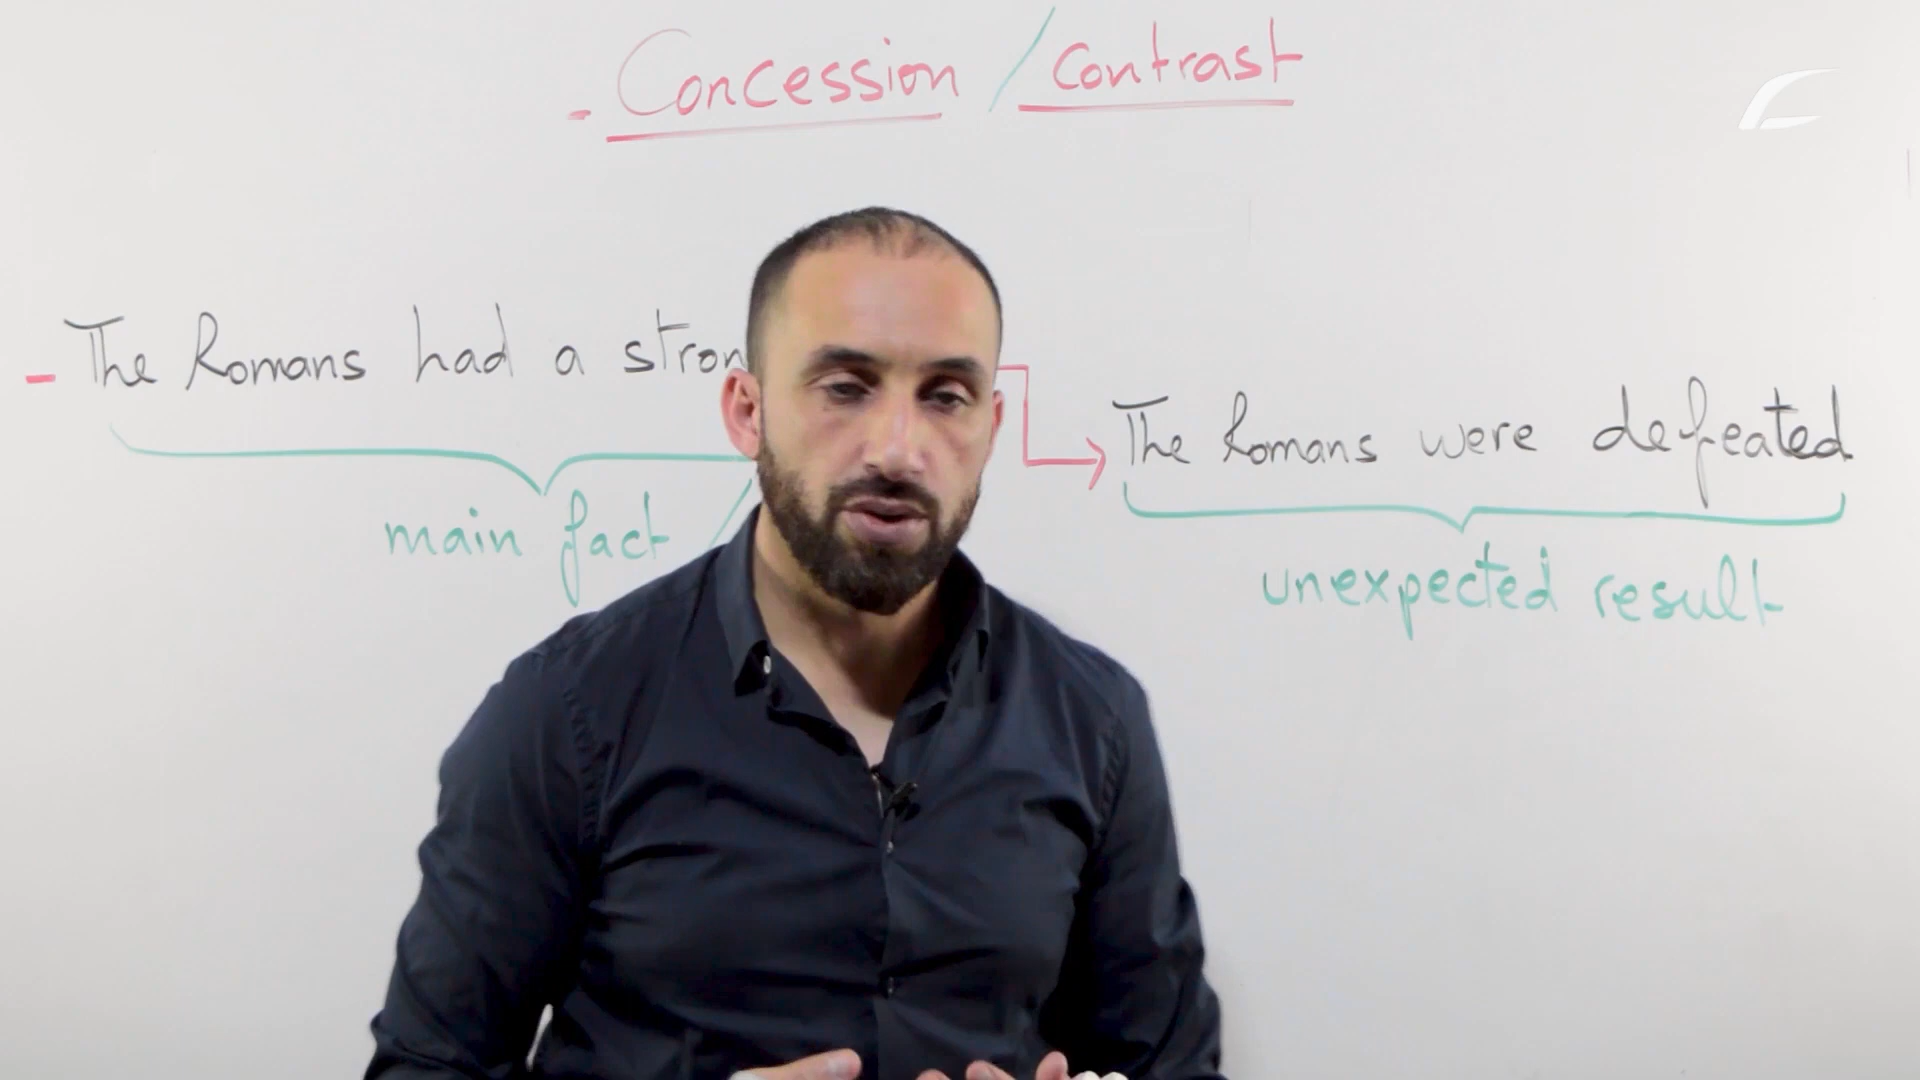 - Concession / Contrast
- The Romans had a stron
The Romans were defeated
main fact /
unexpected result